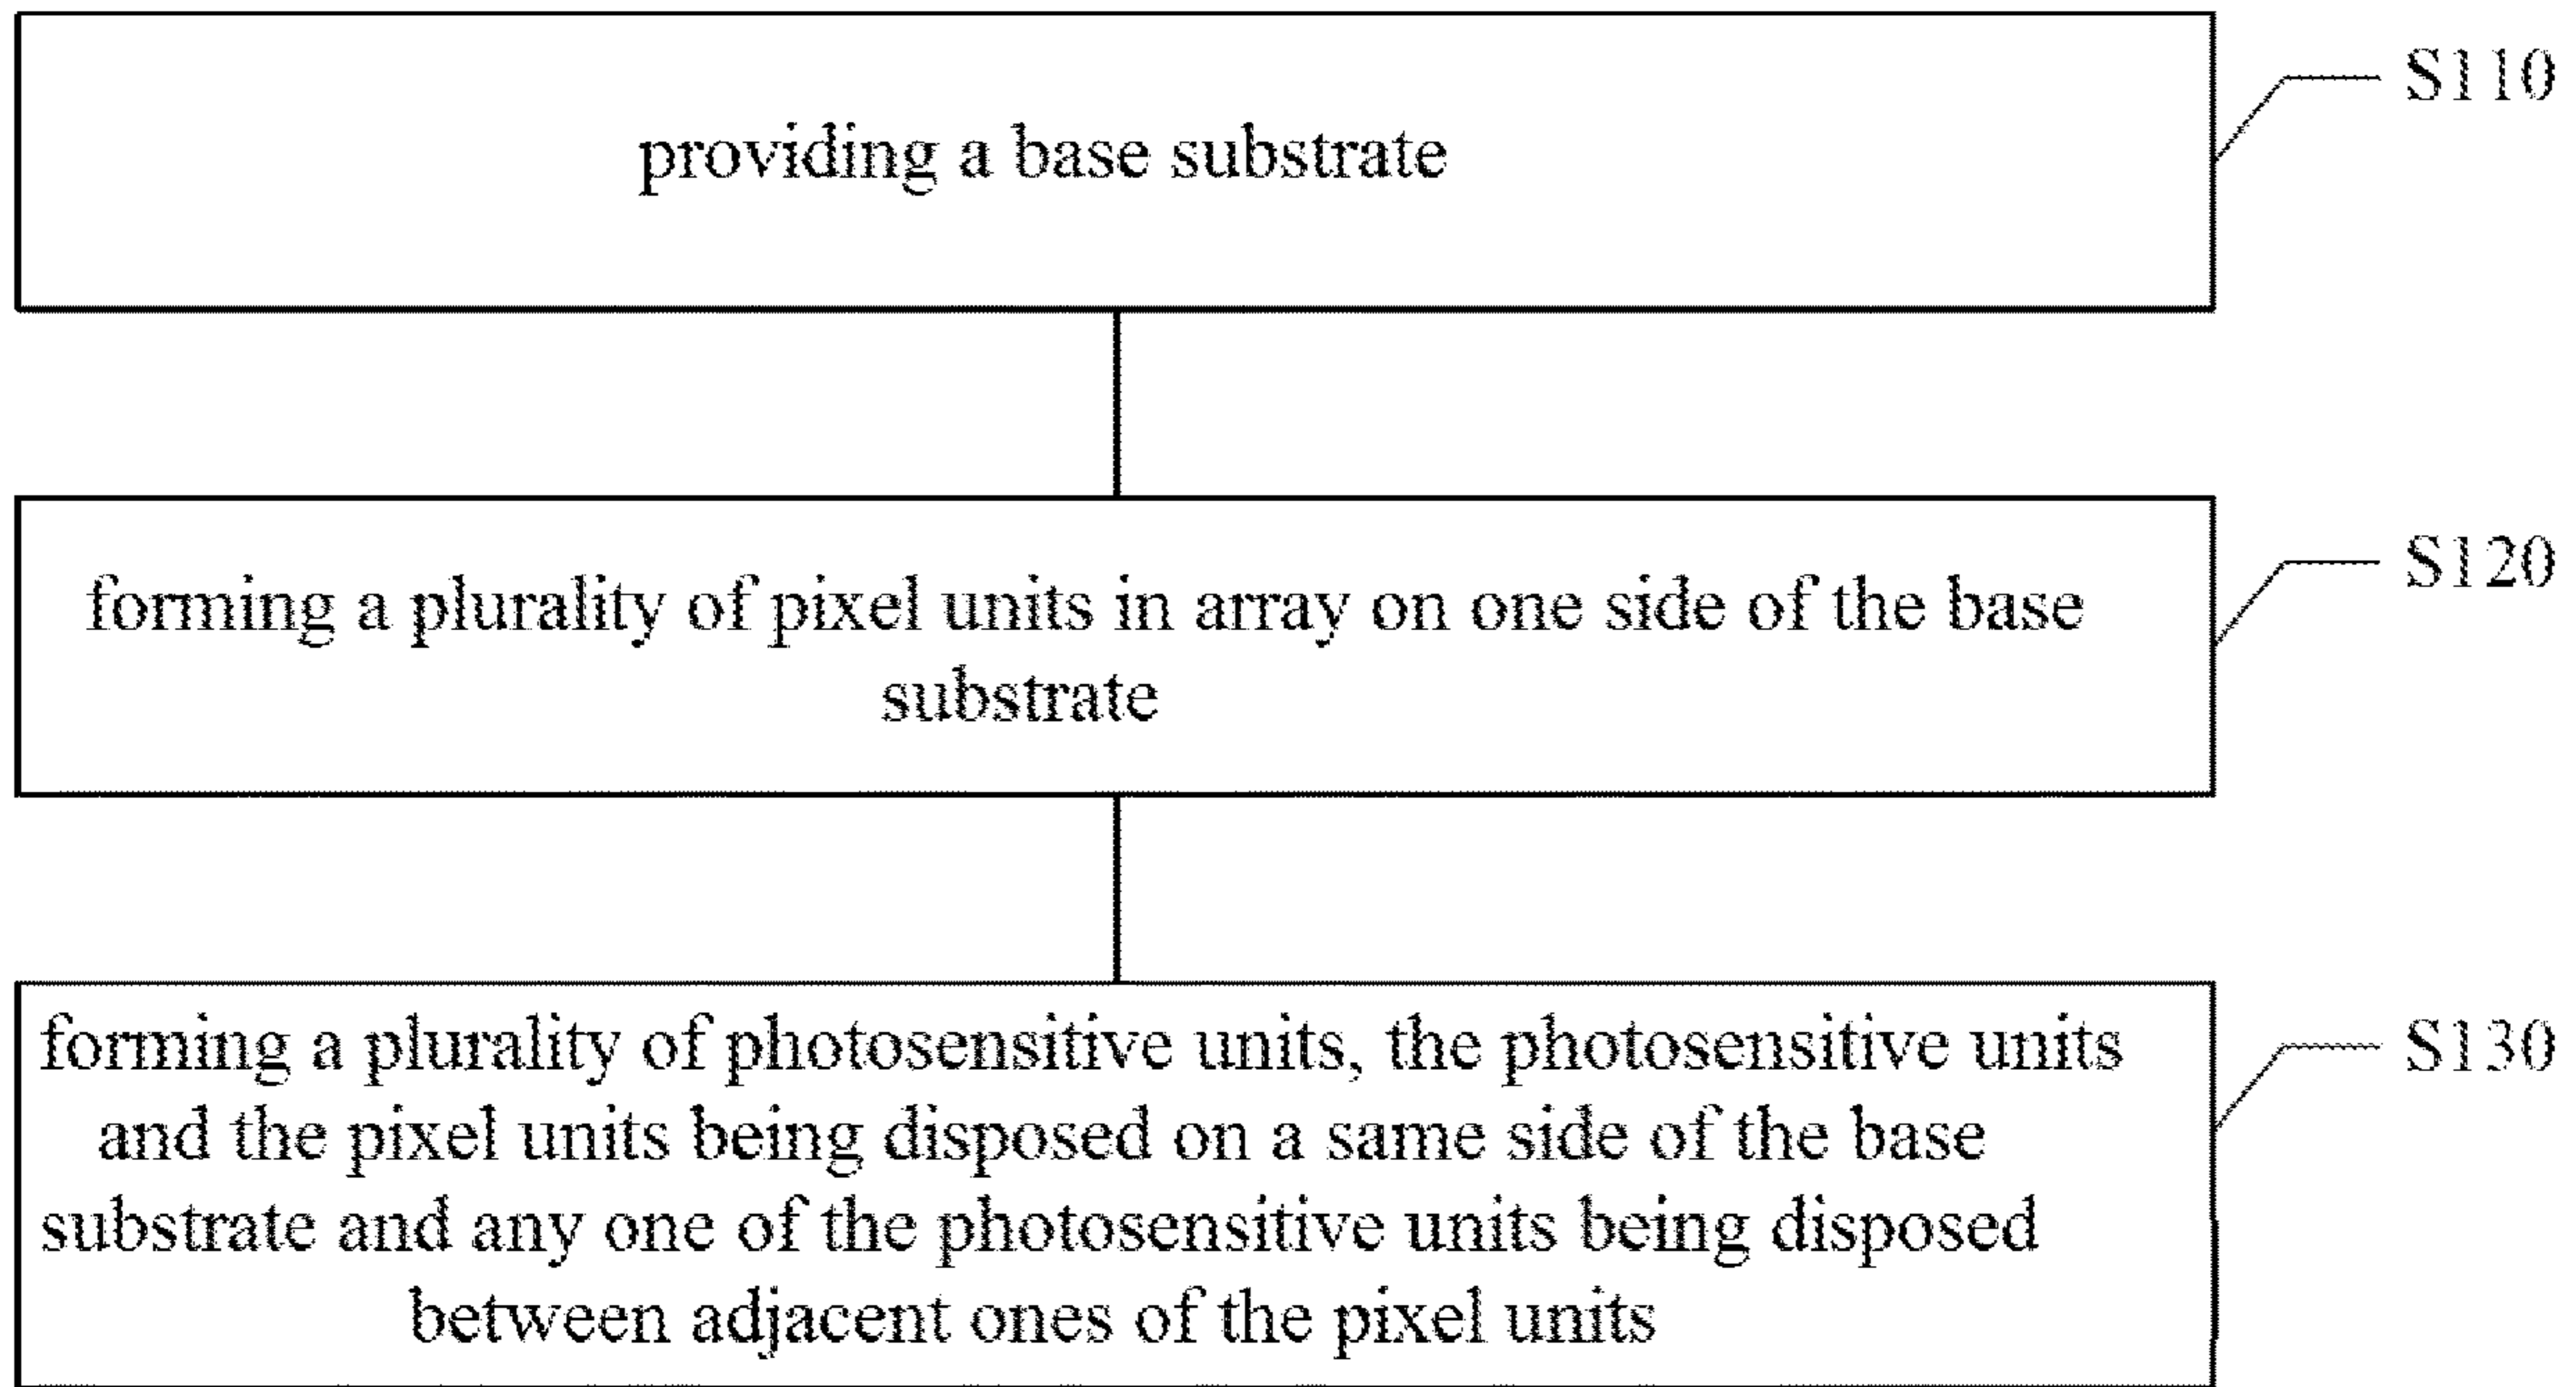 providing a base substrate
S110
forming a plurality of pixel units in array on one side of the base
substrate
S120
forming a plurality of photosensitive units, the photosensitive units
and the pixel units being disposed on a same side of the base
substrate and any one of the photosensitive units being disposed
between adjacent ones of the pixel units
S130